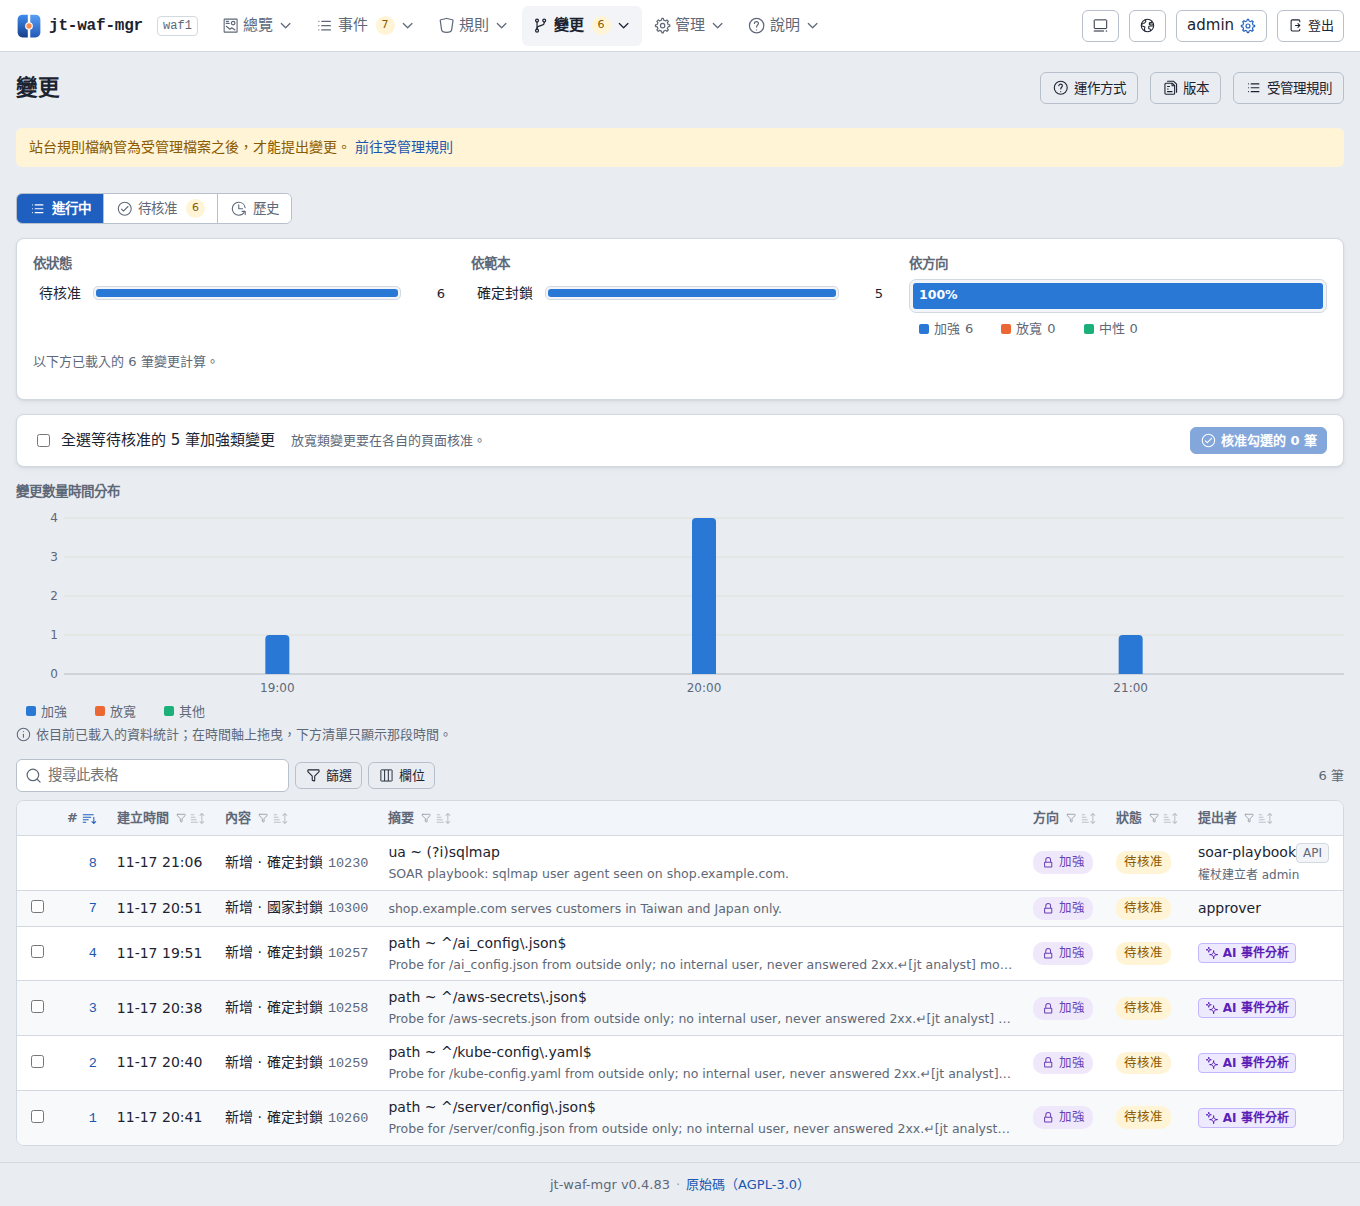 jt-waf-mgr waf1 總覽 事件 7 規則 變更 6 管理 說明 admin 登出
變更 運作方式 版本 受管理規則
站台規則檔納管為受管理檔案之後，才能提出變更。 前往受管理規則
進行中 待核准 6 歷史
依狀態 依範本 依方向
待核准 6 確定封鎖 5 100%
加強 6 放寬 0 中性 0
以下方已載入的 6 筆變更計算。
全選等待核准的 5 筆加強類變更 放寬類變更要在各自的頁面核准。 核准勾選的 0 筆
變更數量時間分布
4
3
2
1
0
19:00 20:00 21:00
加強 放寬 其他
依目前已載入的資料統計；在時間軸上拖曳，下方清單只顯示那段時間。
搜尋此表格 篩選 欄位 6 筆
# 建立時間 內容 摘要 方向 狀態 提出者
8 11-17 21:06 新增 · 確定封鎖 10230 ua ~ (?i)sqlmap 加強 待核准 soar-playbook API
SOAR playbook: sqlmap user agent seen on shop.example.com. 權杖建立者 admin
7 11-17 20:51 新增 · 國家封鎖 10300 shop.example.com serves customers in Taiwan and Japan only. 加強 待核准 approver
4 11-17 19:51 新增 · 確定封鎖 10257 path ~ ^/ai_config\.json$ 加強 待核准 AI 事件分析
Probe for /ai_config.json from outside only; no internal user, never answered 2xx.↵[jt analyst] mo…
3 11-17 20:38 新增 · 確定封鎖 10258 path ~ ^/aws-secrets\.json$ 加強 待核准 AI 事件分析
Probe for /aws-secrets.json from outside only; no internal user, never answered 2xx.↵[jt analyst] …
2 11-17 20:40 新增 · 確定封鎖 10259 path ~ ^/kube-config\.yaml$ 加強 待核准 AI 事件分析
Probe for /kube-config.yaml from outside only; no internal user, never answered 2xx.↵[jt analyst]…
1 11-17 20:41 新增 · 確定封鎖 10260 path ~ ^/server/config\.json$ 加強 待核准 AI 事件分析
Probe for /server/config.json from outside only; no internal user, never answered 2xx.↵[jt analyst…
jt-waf-mgr v0.4.83 · 原始碼（AGPL-3.0）